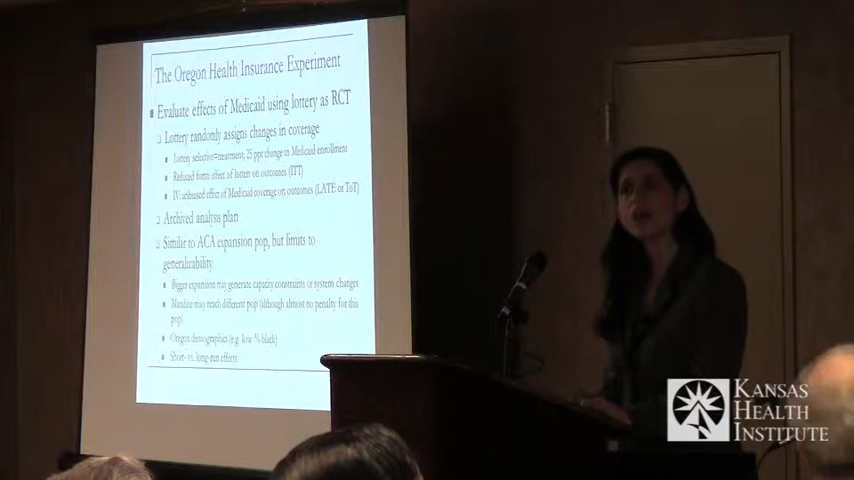 The Oregon Health Insurance Experiment
Evaluate effects of Medicaid using lottery as RCT
Lottery randomly assigns changes in coverage
Lottery selection=treatment; 25 ppt change in Medicaid enrollment
Reduced form: effect of lottery on outcomes (ITT)
IV: unbiased effect of Medicaid coverage on outcomes (LATE or ToT)
Archived analysis plan
Similar to ACA expansion pop, but limits to
generalizability
Bigger expansion may generate capacity constraints or system changes
Mandate may reach different pop (although almost no penalty for this
pop)
Oregon demographics (e.g. low % black)
Short- vs. long-run effects
KANSAS
HEALTH
INSTITUTE